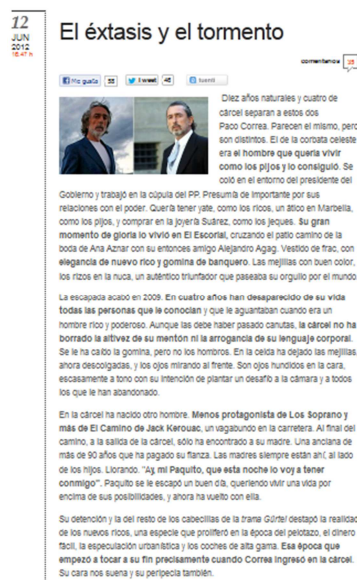 12
JUN
2012
18:47 h
El éxtasis y el tormento
comentarios 35
Me gusta 55 Tweet 45 tuenti
Diez años naturales y cuatro de
cárcel separan a estos dos
Paco Correa. Parecen el mismo, pero
son distintos. El de la corbata celeste
era el hombre que quería vivir
como los pijos y lo consiguió. Se
coló en el entorno del presidente del
Gobierno y trabajó en la cúpula del PP. Presumía de importante por sus
relaciones con el poder. Quería tener yate, como los ricos, un ático en Marbella,
como los pijos, y comprar en la joyería Suárez, como los jeques. Su gran
momento de gloria lo vivió en El Escorial, cruzando el patio camino de la
boda de Ana Aznar con su entonces amigo Alejandro Agag. Vestido de frac, con
elegancia de nuevo rico y gomina de banquero. Las mejillas con buen color,
los rizos en la nuca, un auténtico triunfador que paseaba su orgullo por el mundo.
La escapada acabó en 2009. En cuatro años han desaparecido de su vida
todas las personas que le conocían y que le aguantaban cuando era un
hombre rico y poderoso. Aunque las debe haber pasado canutas, la cárcel no ha
borrado la altivez de su mentón ni la arrogancia de su lenguaje corporal.
Se le ha caído la gomina, pero no los hombros. En la celda ha dejado las mejillas,
ahora descolgadas, y los ojos mirando al frente. Son ojos hundidos en la cara,
escasamente a tono con su intención de plantar un desafío a la cámara y a todos
los que le han abandonado.
En la cárcel ha nacido otro hombre. Menos protagonista de Los Soprano y
más de El Camino de Jack Kerouac, un vagabundo en la carretera. Al final del
camino, a la salida de la cárcel, sólo ha encontrado a su madre. Una anciana de
más de 90 años que ha pagado su fianza. Las madres siempre están ahí, al lado
de los hijos. Llorando. "Ay, mi Paquito, que esta noche lo voy a tener
conmigo". Paquito se le escapó un buen día, queriendo vivir una vida por
encima de sus posibilidades, y ahora ha vuelto con ella.
Su detención y la del resto de los cabecillas de la trama Gürtel destapó la realidad
de los nuevos ricos, una especie que proliferó en la época del pelotazo, el dinero
fácil, la especulación urbanística y los coches de alta gama. Esa época que
empezó a tocar a su fin precisamente cuando Correa ingresó en la cárcel.
Su cara nos suena y su peripecia también.